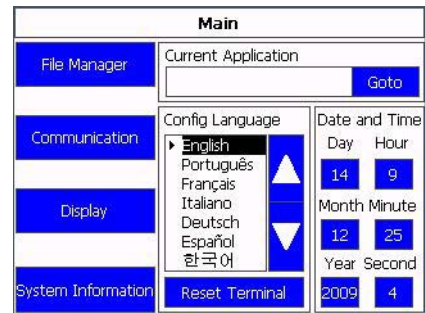 Main
File Manager
Communication
Display
System Information
Current Application
Goto
Config Language
English
Português
Français
Italiano
Deutsch
Español
한국어
Reset Terminal
Date and Time
Day Hour
14 9
Month Minute
12 25
Year Second
2009 4